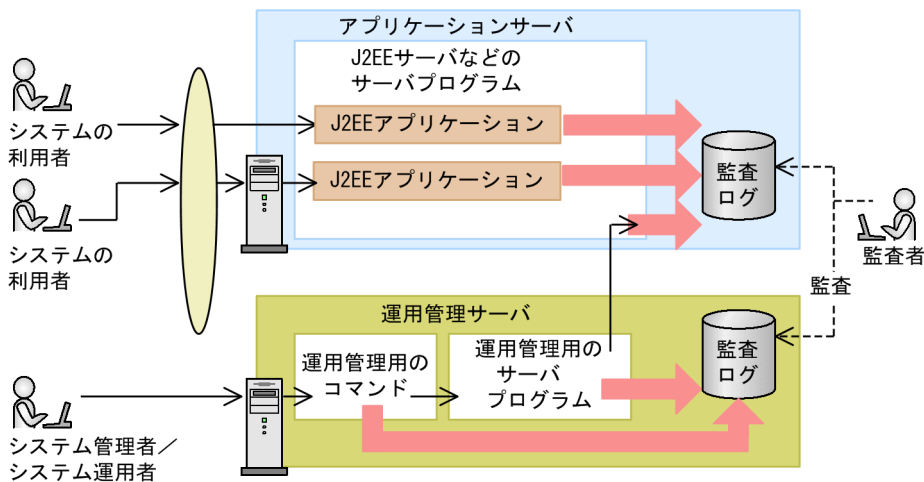 アプリケーションサーバ
J2EEサーバなどの
サーバプログラム
システムの
利用者
J2EEアプリケーション
J2EEアプリケーション
監査
ログ
システムの
利用者
監査者
監査
運用管理サーバ
運用管理用の
コマンド
運用管理用の
サーバ
プログラム
監査
ログ
システム管理者/
システム運用者